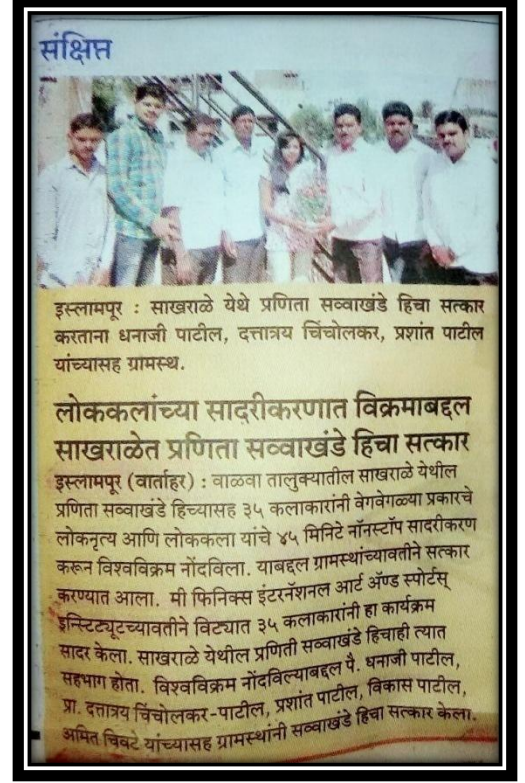 संक्षिप्त
इस्लामपूर : साखराळे येथे प्रणिता सव्वाखंडे हिचा सत्कार
करताना धनाजी पाटील, दत्तात्रय चिंचोलकर, प्रशांत पाटील
यांच्यासह ग्रामस्थ.
लोककलांच्या सादरीकरणात विक्रमाबद्दल
साखराळेत प्रणिता सव्वाखंडे हिचा सत्कार
इस्लामपूर (वार्ताहर) : वाळवा तालुक्यातील साखराळे येथील
प्रणिता सव्वाखंडे हिच्यासह ३५ कलाकारांनी वेगवेगळ्या प्रकारचे
लोकनृत्य आणि लोककला यांचे ४५ मिनिटे नॉनस्टॉप सादरीकरण
करून विश्वविक्रम नोंदविला. याबद्दल ग्रामस्थांच्यावतीने सत्कार
करण्यात आला. मी फिनिक्स इंटरनॅशनल आर्ट ॲण्ड स्पोर्टस्
इन्स्टिट्यूटच्यावतीने विट्यात ३५ कलाकारांनी हा कार्यक्रम
सादर केला. साखराळे येथील प्रणिती सव्वाखंडे हिचाही त्यात
सहभाग होता. विश्वविक्रम नोंदविल्याबद्दल पै. धनाजी पाटील,
प्रा. दत्तात्रय चिंचोलकर-पाटील, प्रशांत पाटील, विकास पाटील,
अमित चिवटे यांच्यासह ग्रामस्थांनी सव्वाखंडे हिचा सत्कार केला.